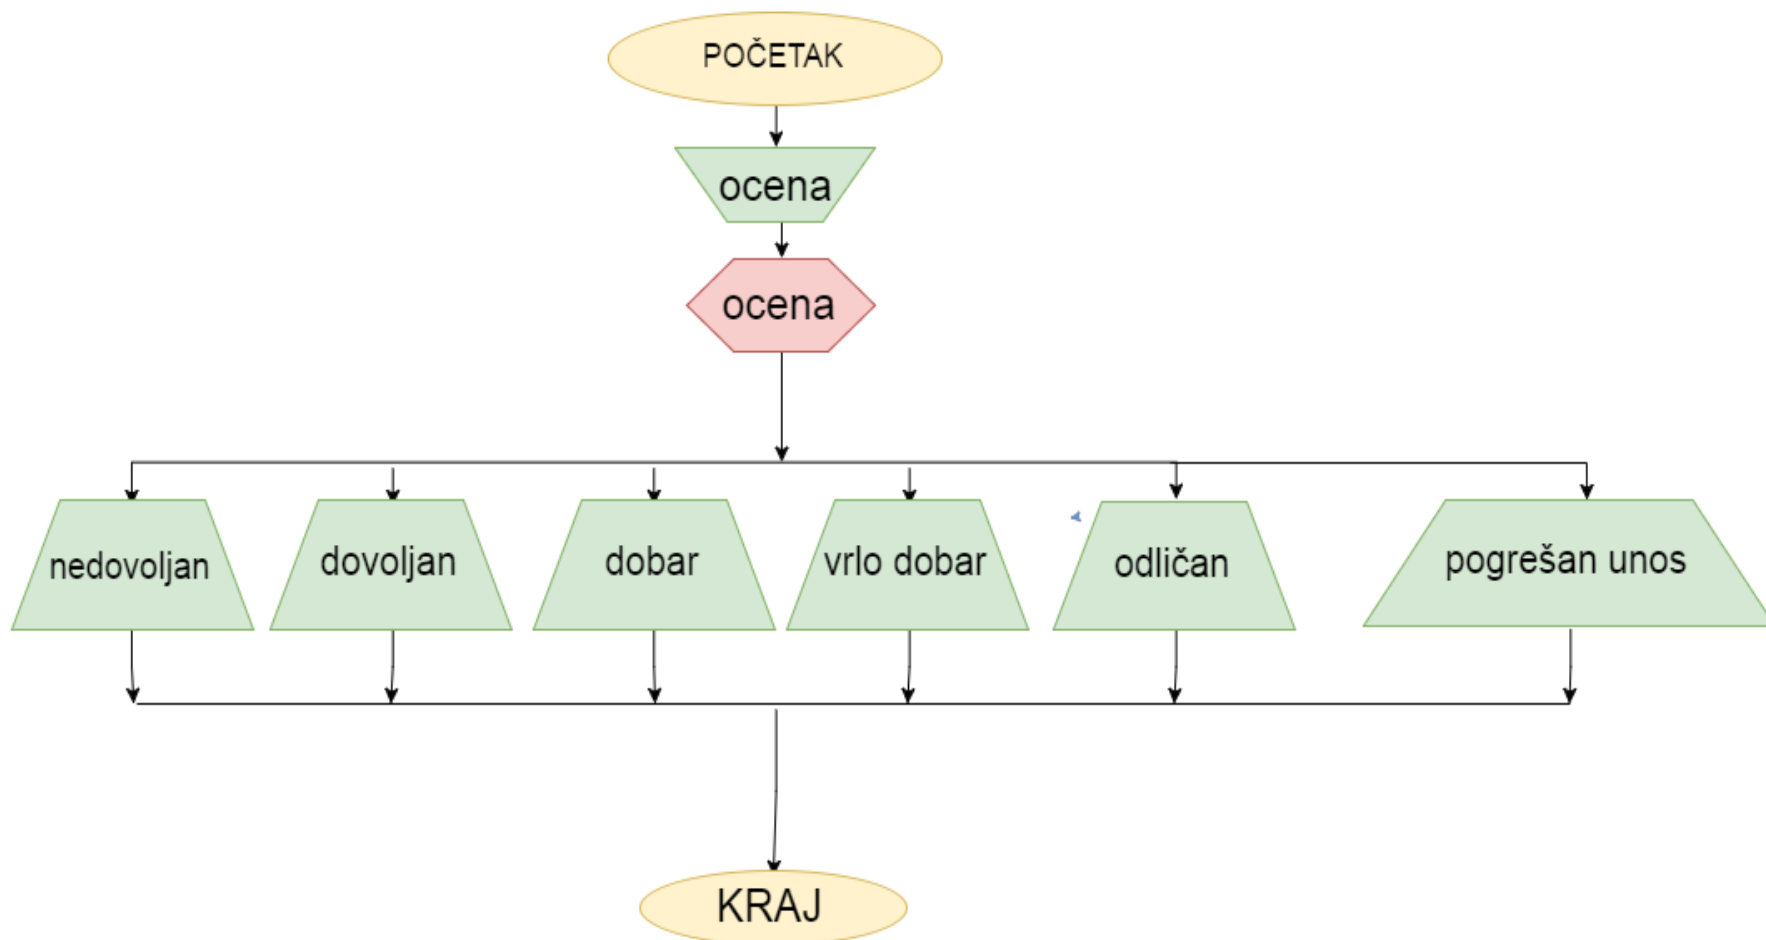 POČETAK
ocena
ocena
nedovoljan
dovoljan
dobar
vrlo dobar
odličan
pogrešan unos
KRAJ